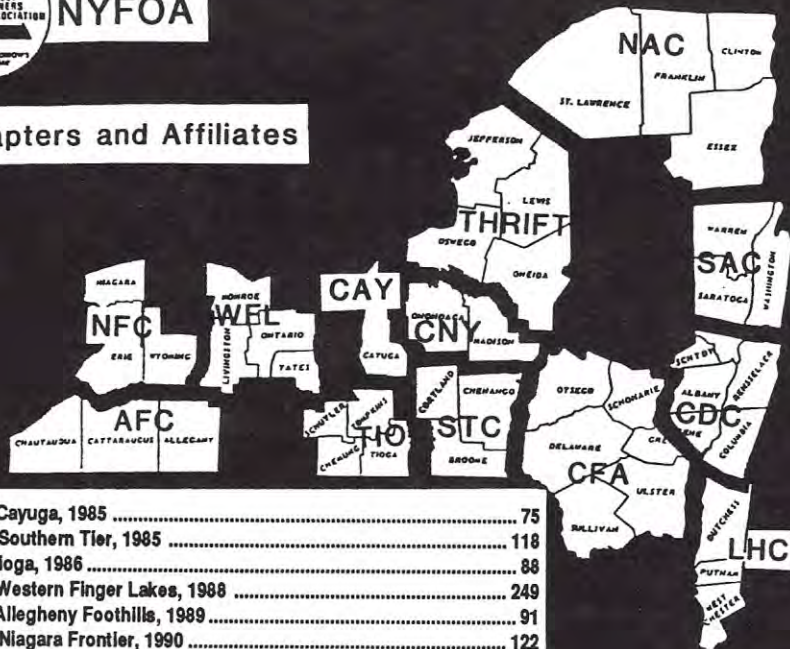 NERS
OCIATION
NYFOA
apters and Affiliates
NAC
CLINTON
FRANKLIN
ST. LAWRENCE
ESSEX
JEFFERSON
LEWIS
THRIFT
OSWEGO
ONEIDA
WARREN
SAC
WASHINGTON
SARATOGA
NIAGARA
NFC
ERIE
WYOMING
MONROE
WFL
ONTARIO
LIVINGSTON
YATES
CAY
CAYUGA
ONONDAGA
CNY
MADISON
SCHTDY
RENSSELAER
ALBANY
CDC
COLUMBIA
AFC
CHAUTAUQUA
CATTARAUGUS
ALLEGANY
SCHUYLER
TOMPKINS
TIO
CHEMUNG
TIOGA
CORTLAND
CHENANGO
STC
BROOME
OTSEGO
SCHOHARIE
DELAWARE
CFA
ULSTER
SULLIVAN
DUTCHESS
LHC
PUTNAM
WEST
CHESTER
Cayuga, 1985 ........ 75
Southern Tier, 1985 ........ 118
ioga, 1986 ........ 88
Western Finger Lakes, 1988 ........ 249
Allegheny Foothills, 1989 ........ 91
Niagara Frontier, 1990 ........ 122